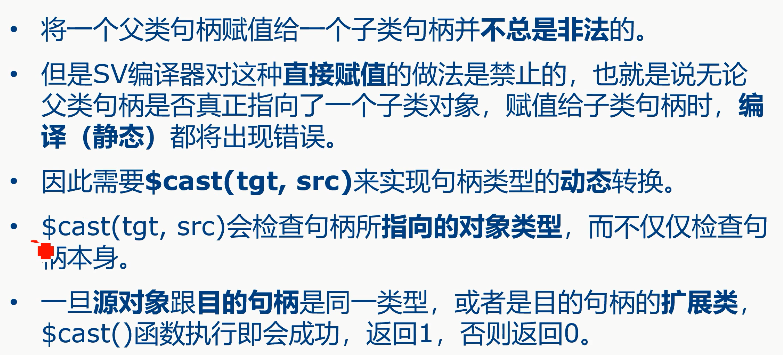 • 将一个父类句柄赋值给一个子类句柄并不总是非法的。
• 但是SV编译器对这种直接赋值的做法是禁止的，也就是说无论
父类句柄是否真正指向了一个子类对象，赋值给子类句柄时，编
译（静态）都将出现错误。
• 因此需要$cast(tgt, src)来实现句柄类型的动态转换。
• $cast(tgt, src)会检查句柄所指向的对象类型，而不仅仅检查句
柄本身。
• 一旦源对象跟目的句柄是同一类型，或者是目的句柄的扩展类，
$cast()函数执行即会成功，返回1，否则返回0。